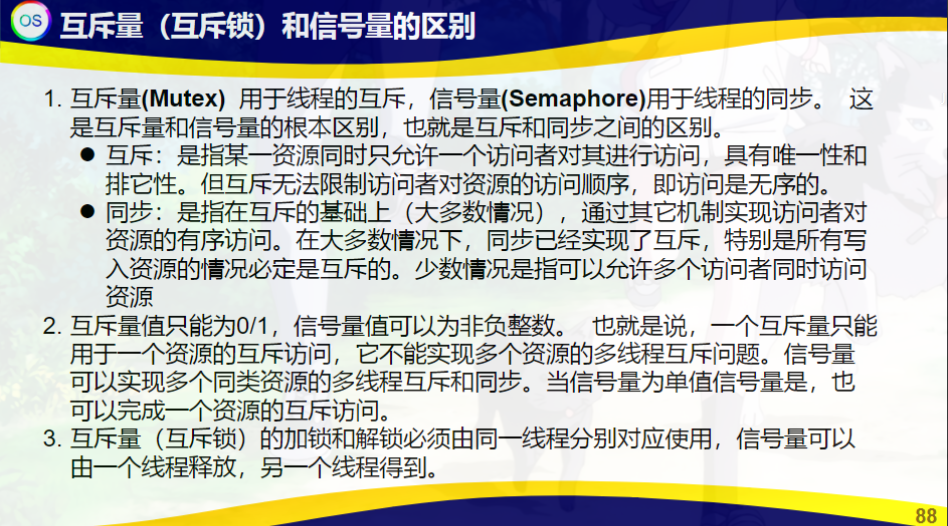 OS 互斥量（互斥锁）和信号量的区别
1. 互斥量(Mutex) 用于线程的互斥，信号量(Semaphore)用于线程的同步。 这
是互斥量和信号量的根本区别，也就是互斥和同步之间的区别。
● 互斥：是指某一资源同时只允许一个访问者对其进行访问，具有唯一性和
排它性。但互斥无法限制访问者对资源的访问顺序，即访问是无序的。
● 同步：是指在互斥的基础上（大多数情况），通过其它机制实现访问者对
资源的有序访问。在大多数情况下，同步已经实现了互斥，特别是所有写
入资源的情况必定是互斥的。少数情况是指可以允许多个访问者同时访问
资源
2. 互斥量值只能为0/1，信号量值可以为非负整数。 也就是说，一个互斥量只能
用于一个资源的互斥访问，它不能实现多个资源的多线程互斥问题。信号量
可以实现多个同类资源的多线程互斥和同步。当信号量为单值信号量是，也
可以完成一个资源的互斥访问。
3. 互斥量（互斥锁）的加锁和解锁必须由同一线程分别对应使用，信号量可以
由一个线程释放，另一个线程得到。
88